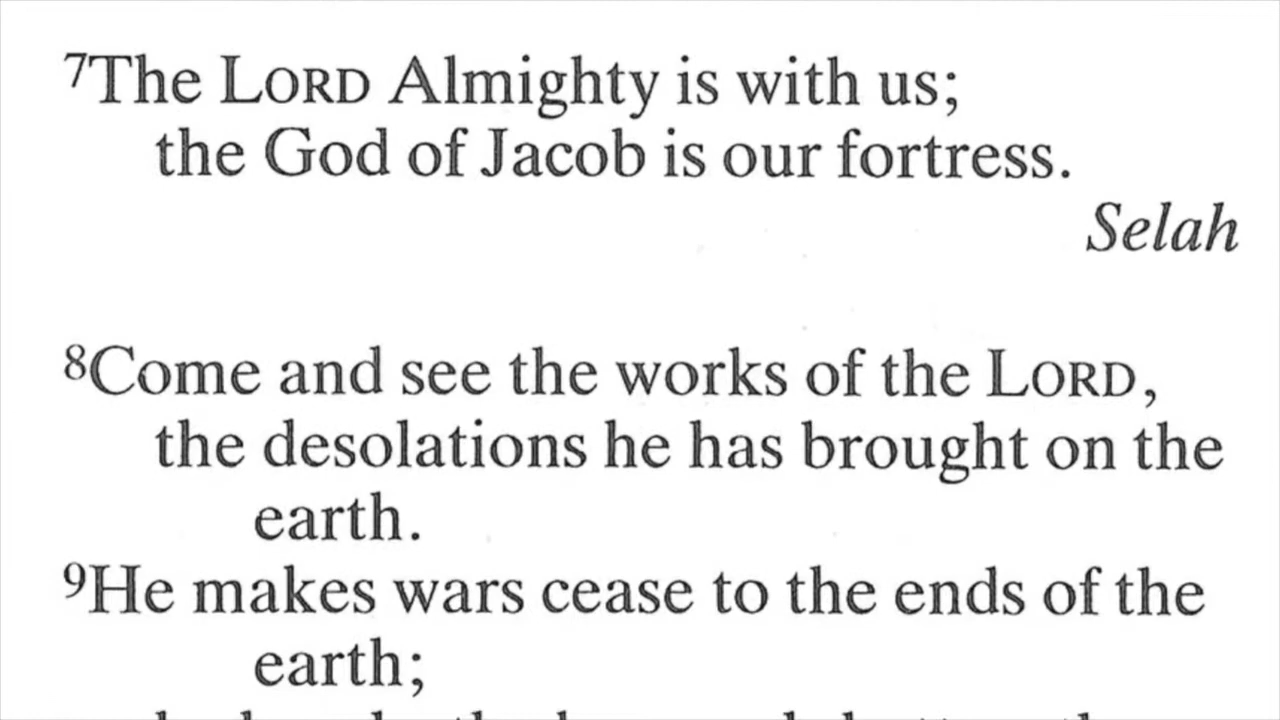 ⁷The LORD Almighty is with us;
the God of Jacob is our fortress.
Selah
⁸Come and see the works of the LORD,
the desolations he has brought on the
earth.
⁹He makes wars cease to the ends of the
earth;